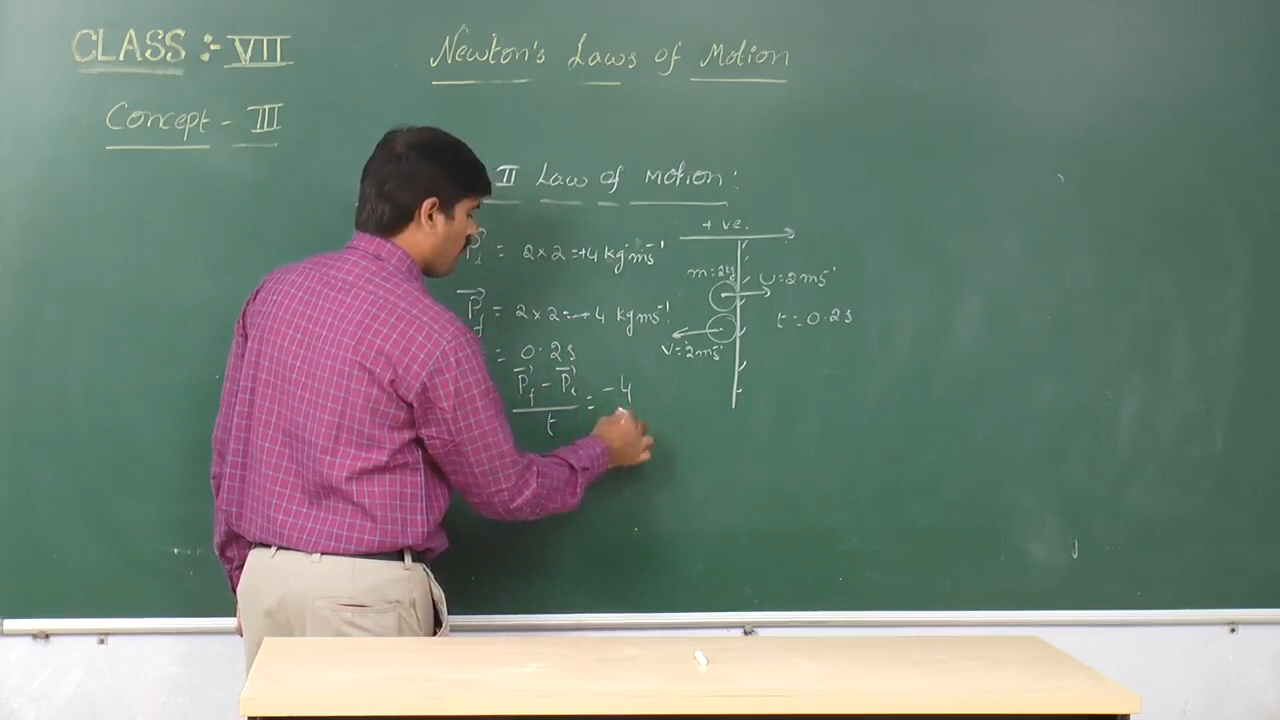 CLASS :- VII
Newton's Laws of Motion
Concept - III
II Law of Motion :
P⃗i = 2×2 = +4 kgms⁻¹
P⃗f = 2×2 = -4 kgms⁻¹
= 0.2s
P⃗f - P⃗i / t = -4
+ ve.
m=2kg
U=2ms⁻¹
t=0.2s
V=2ms⁻¹